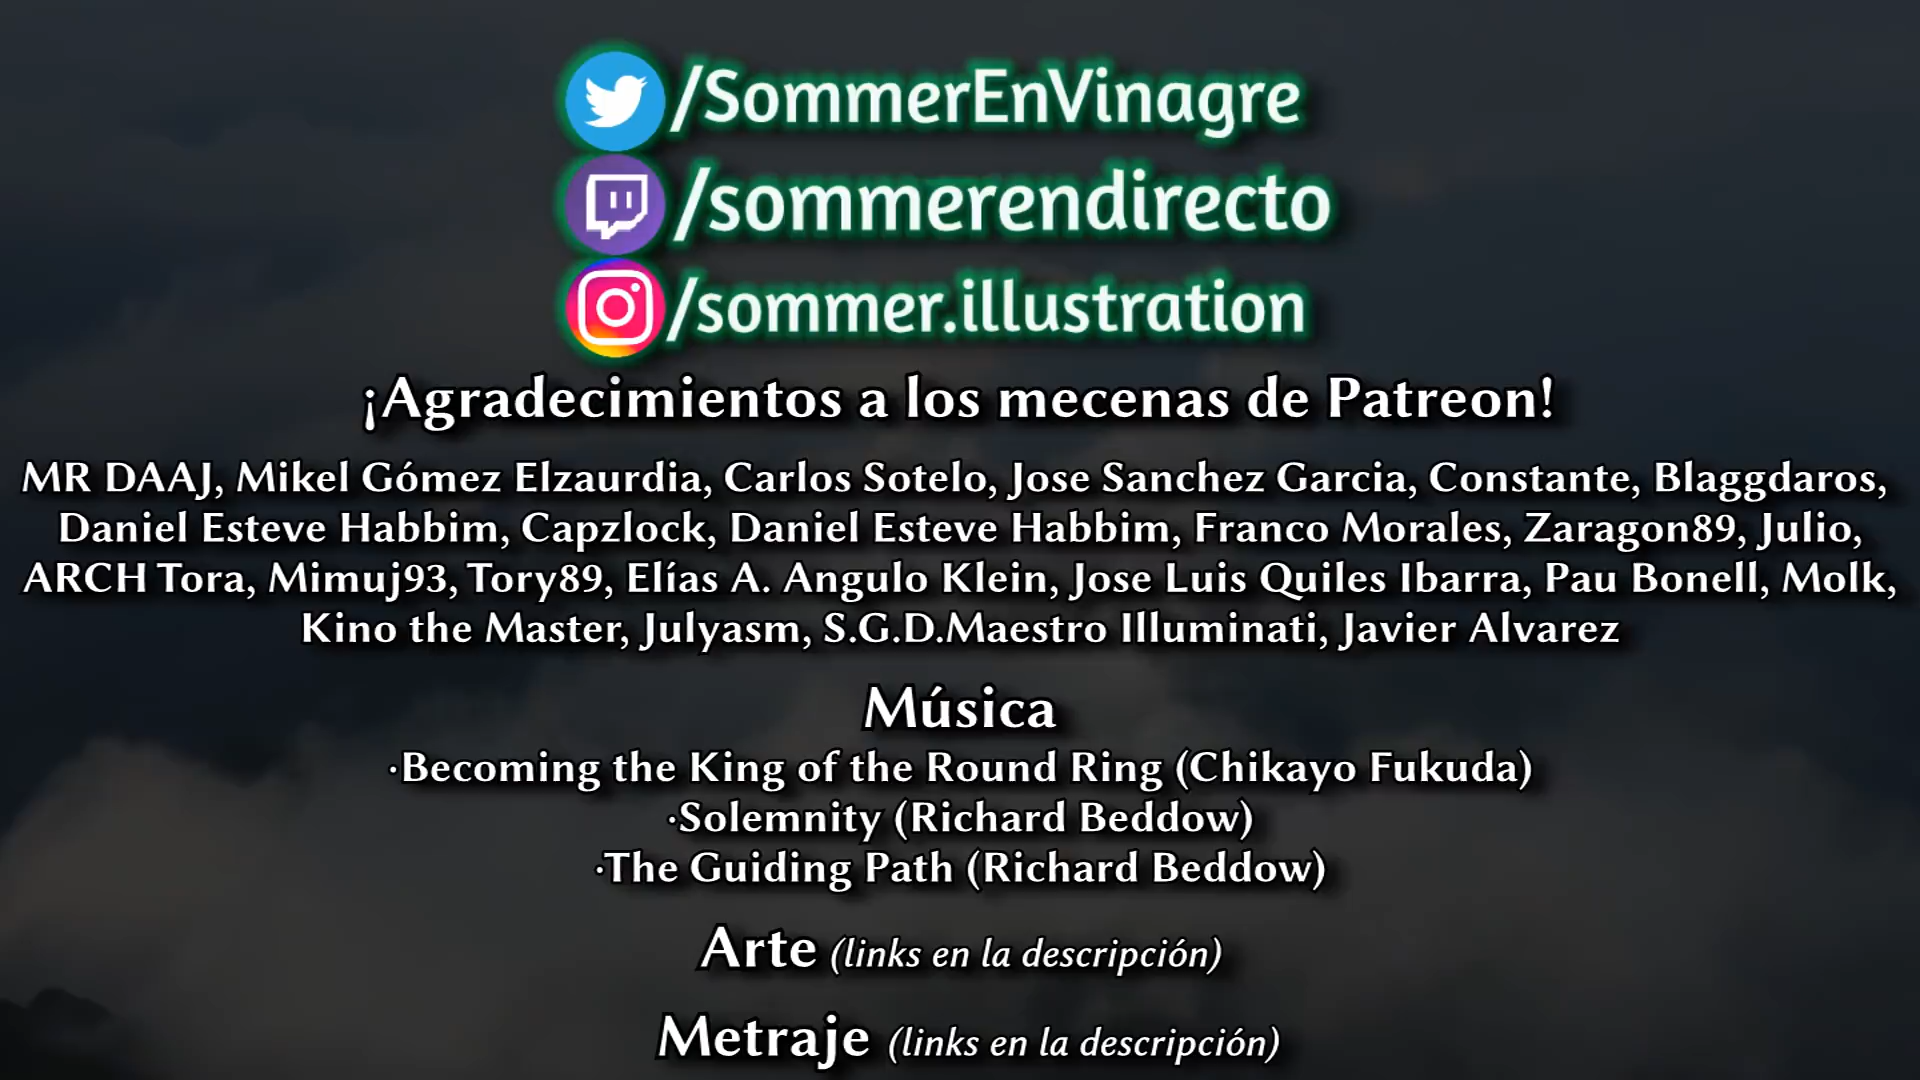 /SommerEnVinagre
/sommerendirecto
/sommer.illustration
¡Agradecimientos a los mecenas de Patreon!
MR DAAJ, Mikel Gómez Elzaurdia, Carlos Sotelo, Jose Sanchez Garcia, Constante, Blaggdaros,
Daniel Esteve Habbim, Capzlock, Daniel Esteve Habbim, Franco Morales, Zaragon89, Julio,
ARCH Tora, Mimuj93, Tory89, Elías A. Angulo Klein, Jose Luis Quiles Ibarra, Pau Bonell, Molk,
Kino the Master, Julyasm, S.G.D.Maestro Illuminati, Javier Alvarez
Música
·Becoming the King of the Round Ring (Chikayo Fukuda)
·Solemnity (Richard Beddow)
·The Guiding Path (Richard Beddow)
Arte (links en la descripción)
Metraje (links en la descripción)